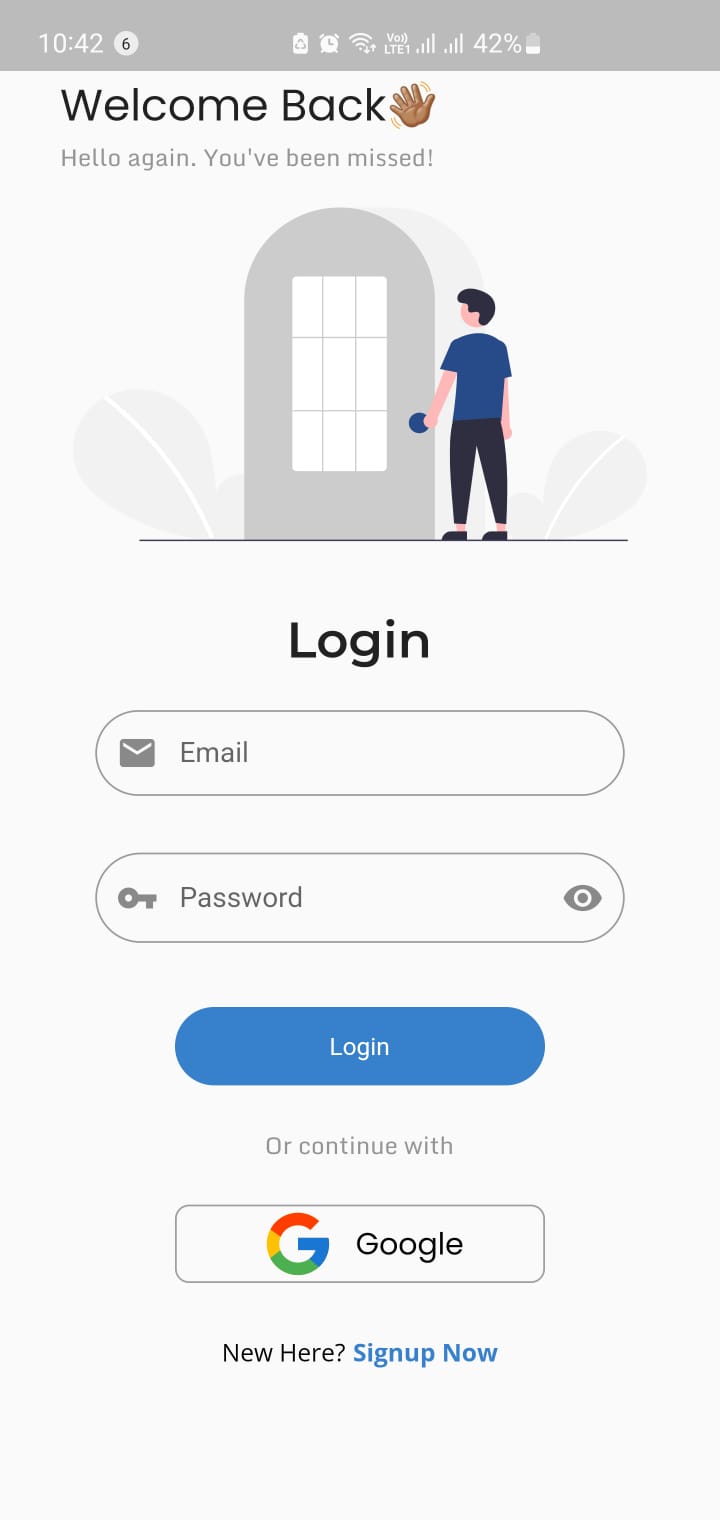 10:42 6 Vo)) LTE1 42%
Welcome Back👋🏽
Hello again. You've been missed!
Login
Email
Password
Login
Or continue with
Google
New Here? Signup Now